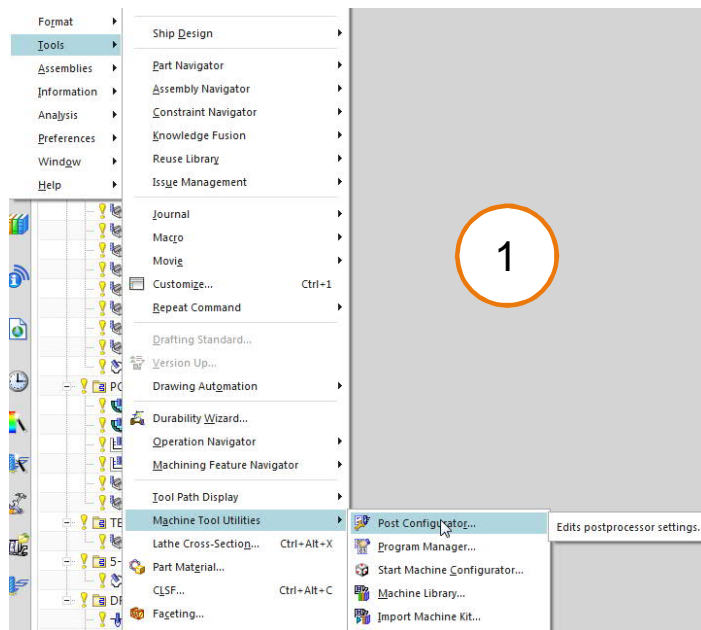 Format
Tools
Assemblies
Information
Analysis
Preferences
Window
Help
Ship Design
Part Navigator
Assembly Navigator
Constraint Navigator
Knowledge Fusion
Reuse Library
Issue Management
Journal
Macro
Movie
Customize... Ctrl+1
Repeat Command
Drafting Standard...
Version Up...
Drawing Automation
Durability Wizard...
Operation Navigator
Machining Feature Navigator
Tool Path Display
Machine Tool Utilities
Lathe Cross-Section... Ctrl+Alt+X
Part Material...
CLSF... Ctrl+Alt+C
Faceting...
Post Configurator...
Program Manager...
Start Machine Configurator...
Machine Library...
Import Machine Kit...
Edits postprocessor settings.
1
PO
TE
5-
DR